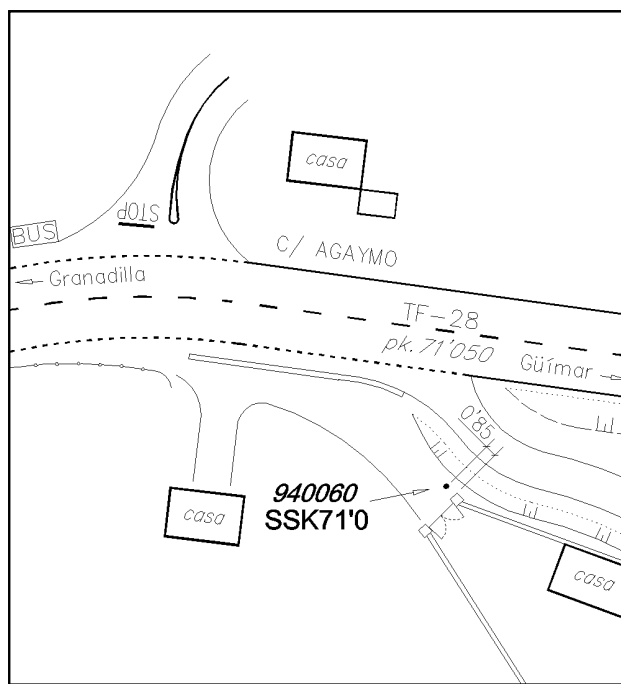 casa
STOP
BUS
C/ AGAYMO
Granadilla
TF-28
pk. 71'050
Güímar
0'85
E
E
940060
SSK71'0
casa
E
E
casa